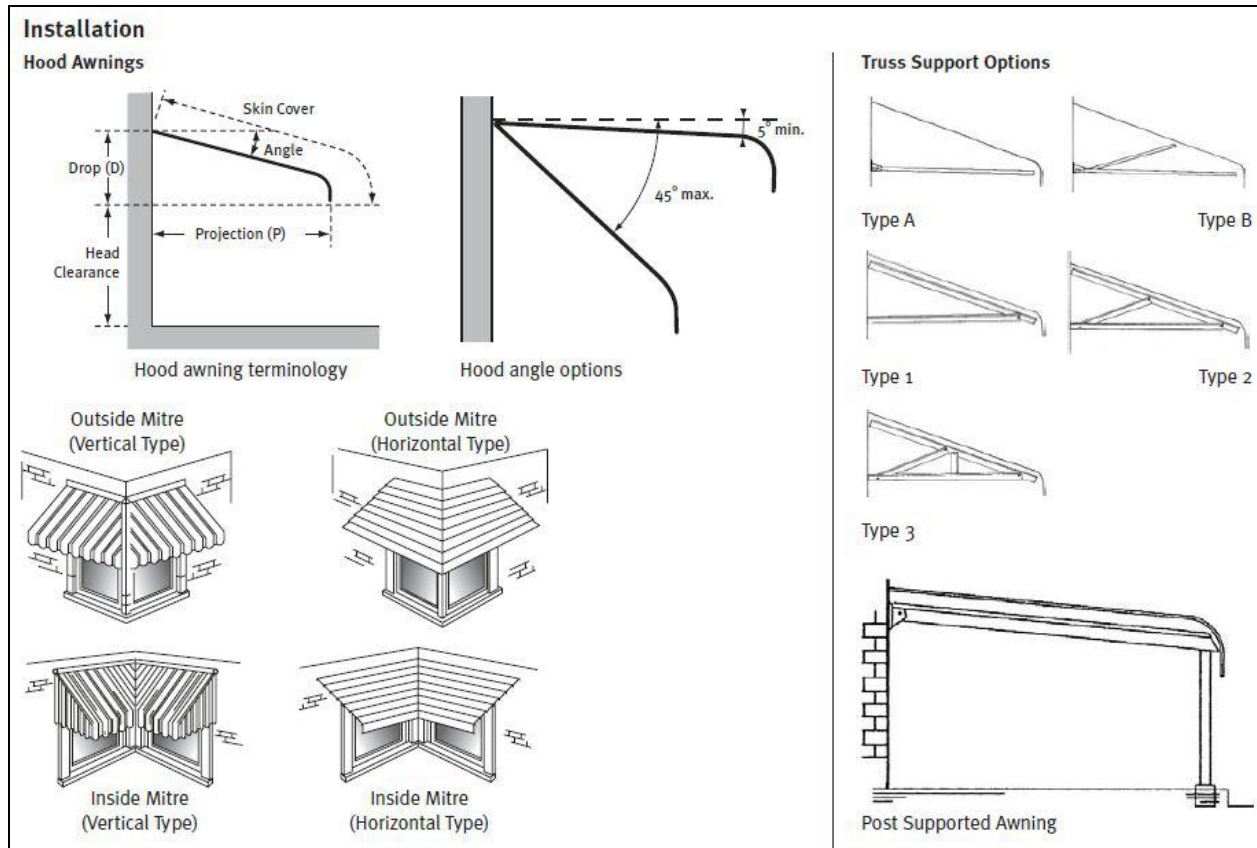 Installation
Hood Awnings
Skin Cover
Angle
Drop (D)
Projection (P)
Head
Clearance
Hood awning terminology
5° min.
45° max.
Hood angle options
Outside Mitre
(Vertical Type)
Outside Mitre
(Horizontal Type)
Inside Mitre
(Vertical Type)
Inside Mitre
(Horizontal Type)
Truss Support Options
Type A
Type B
Type 1
Type 2
Type 3
Post Supported Awning